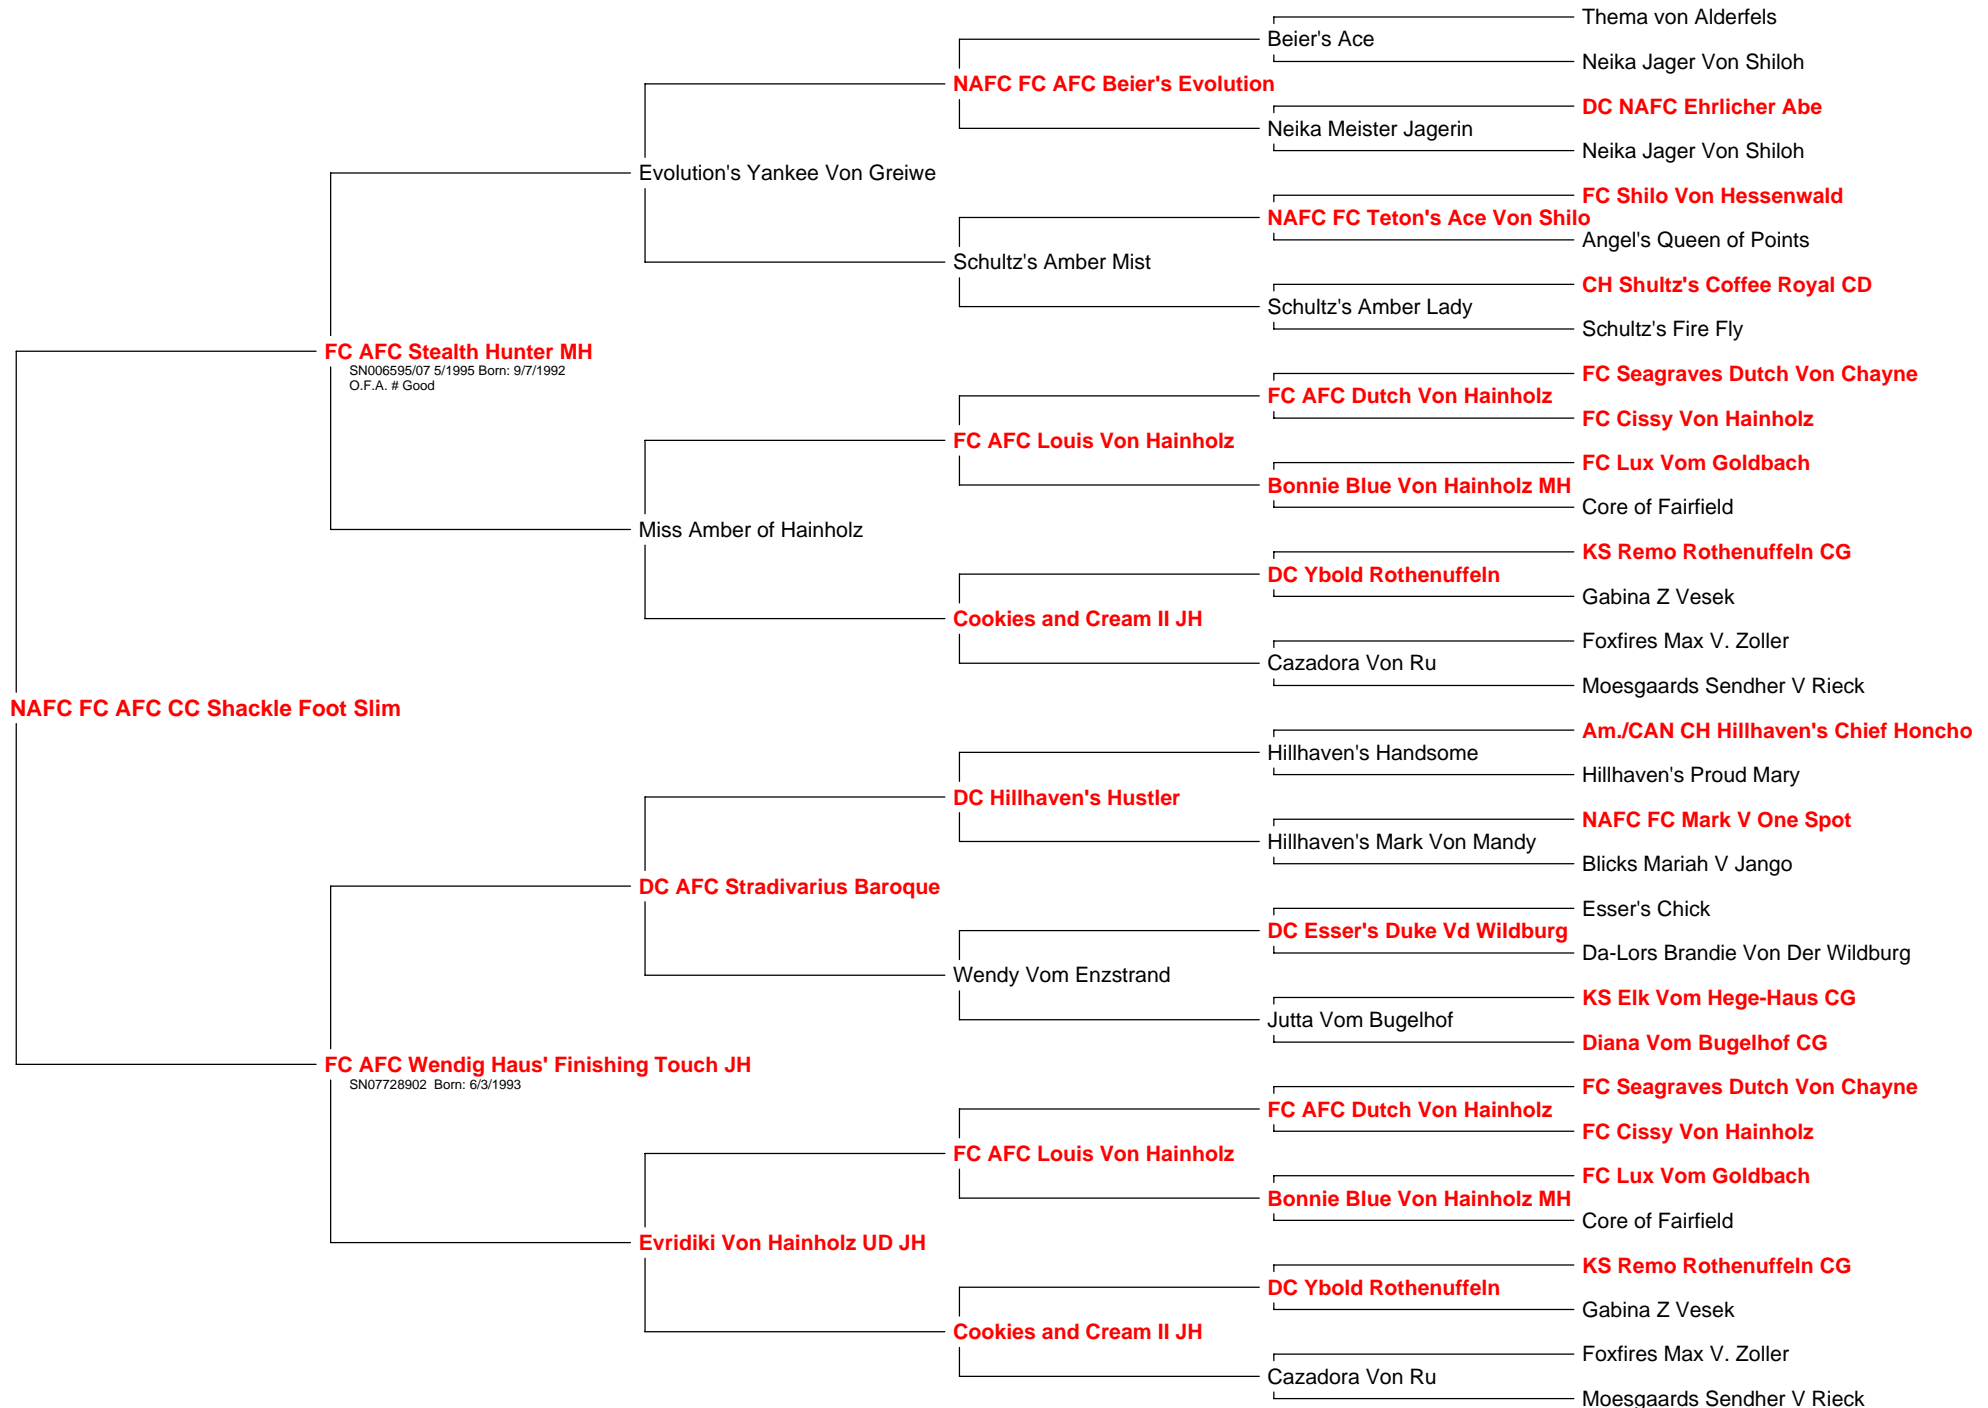 Thema von Alderfels
Beier's Ace
Neika Jager Von Shiloh
NAFC FC AFC Beier's Evolution
DC NAFC Ehrlicher Abe
Neika Meister Jagerin
Neika Jager Von Shiloh
Evolution's Yankee Von Greiwe
FC Shilo Von Hessenwald
NAFC FC Teton's Ace Von Shilo
Angel's Queen of Points
Schultz's Amber Mist
CH Shultz's Coffee Royal CD
Schultz's Amber Lady
Schultz's Fire Fly
FC AFC Stealth Hunter MH
SN006595/07 5/1995 Born: 9/7/1992
O.F.A. # Good
FC Seagraves Dutch Von Chayne
FC AFC Dutch Von Hainholz
FC Cissy Von Hainholz
FC AFC Louis Von Hainholz
FC Lux Vom Goldbach
Bonnie Blue Von Hainholz MH
Core of Fairfield
Miss Amber of Hainholz
KS Remo Rothenuffeln CG
DC Ybold Rothenuffeln
Gabina Z Vesek
Cookies and Cream II JH
Foxfires Max V. Zoller
Cazadora Von Ru
Moesgaards Sendher V Rieck
NAFC FC AFC CC Shackle Foot Slim
Am./CAN CH Hillhaven's Chief Honcho
Hillhaven's Handsome
Hillhaven's Proud Mary
DC Hillhaven's Hustler
NAFC FC Mark V One Spot
Hillhaven's Mark Von Mandy
Blicks Mariah V Jango
DC AFC Stradivarius Baroque
Esser's Chick
DC Esser's Duke Vd Wildburg
Da-Lors Brandie Von Der Wildburg
Wendy Vom Enzstrand
KS Elk Vom Hege-Haus CG
Jutta Vom Bugelhof
Diana Vom Bugelhof CG
FC AFC Wendig Haus' Finishing Touch JH
SN07728902 Born: 6/3/1993
FC Seagraves Dutch Von Chayne
FC AFC Dutch Von Hainholz
FC Cissy Von Hainholz
FC AFC Louis Von Hainholz
FC Lux Vom Goldbach
Bonnie Blue Von Hainholz MH
Core of Fairfield
Evridiki Von Hainholz UD JH
KS Remo Rothenuffeln CG
DC Ybold Rothenuffeln
Gabina Z Vesek
Cookies and Cream II JH
Foxfires Max V. Zoller
Cazadora Von Ru
Moesgaards Sendher V Rieck